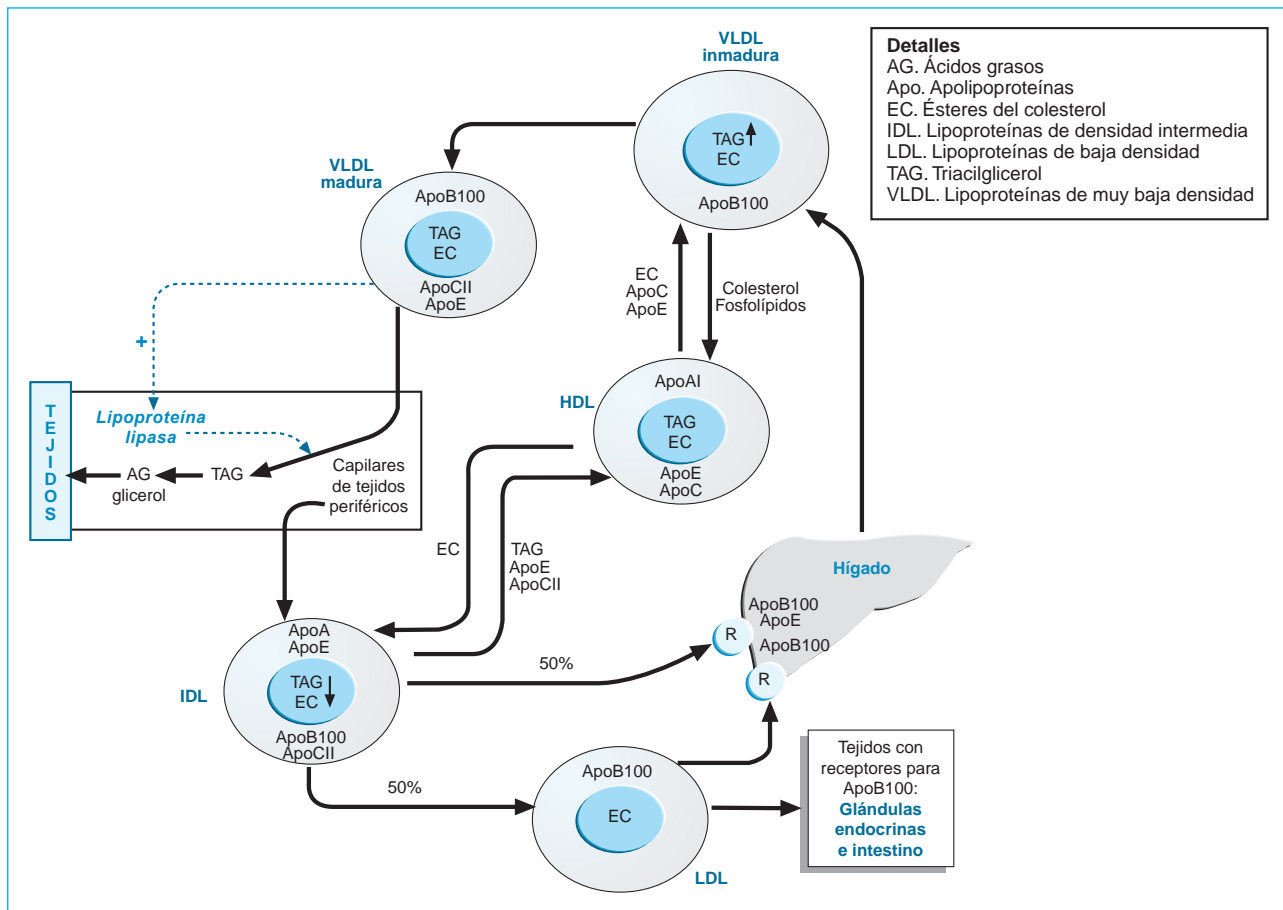 VLDL
inmadura
TAG
EC
ApoB100
Detalles
AG. Ácidos grasos
Apo. Apolipoproteínas
EC. Ésteres del colesterol
IDL. Lipoproteínas de densidad intermedia
LDL. Lipoproteínas de baja densidad
TAG. Triacilglicerol
VLDL. Lipoproteínas de muy baja densidad
VLDL
madura
ApoB100
TAG
EC
ApoCII
ApoE
EC
ApoC
ApoE
Colesterol
Fosfolípidos
+
HDL
ApoAI
TAG
EC
ApoE
ApoC
TEJIDOS
Lipoproteína
lipasa
AG
glicerol
TAG
Capilares
de tejidos
periféricos
EC
TAG
ApoE
ApoCII
Hígado
ApoB100
ApoE
ApoB100
R
R
IDL
ApoA
ApoE
TAG
EC
ApoB100
ApoCII
50%
50%
ApoB100
EC
LDL
Tejidos con
receptores para
ApoB100:
Glándulas
endocrinas
e intestino